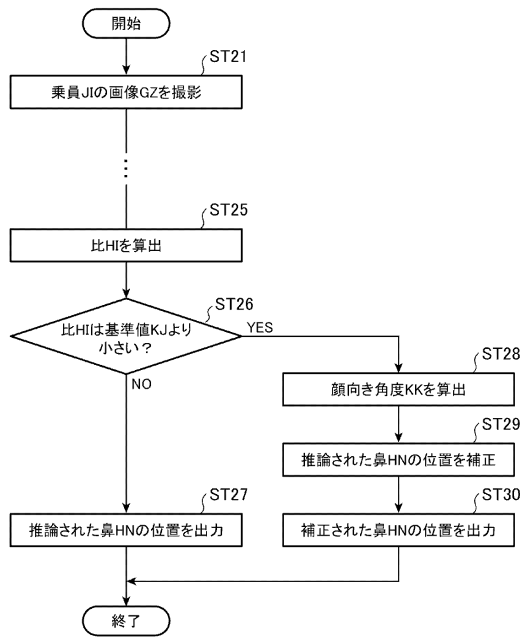 開始
ST21
乗員JIの画像GZを撮影
ST25
比HIを算出
ST26
比HIは基準値KJより
小さい?
YES
NO
ST28
顔向き角度KKを算出
ST29
推論された鼻HNの位置を補正
ST27
推論された鼻HNの位置を出力
ST30
補正された鼻HNの位置を出力
終了